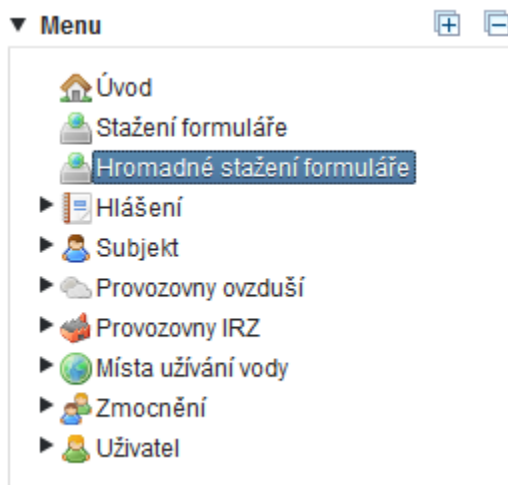 Menu
Úvod
Stažení formuláře
Hromadné stažení formuláře
Hlášení
Subjekt
Provozovny ovzduší
Provozovny IRZ
Místa užívání vody
Zmocnění
Uživatel